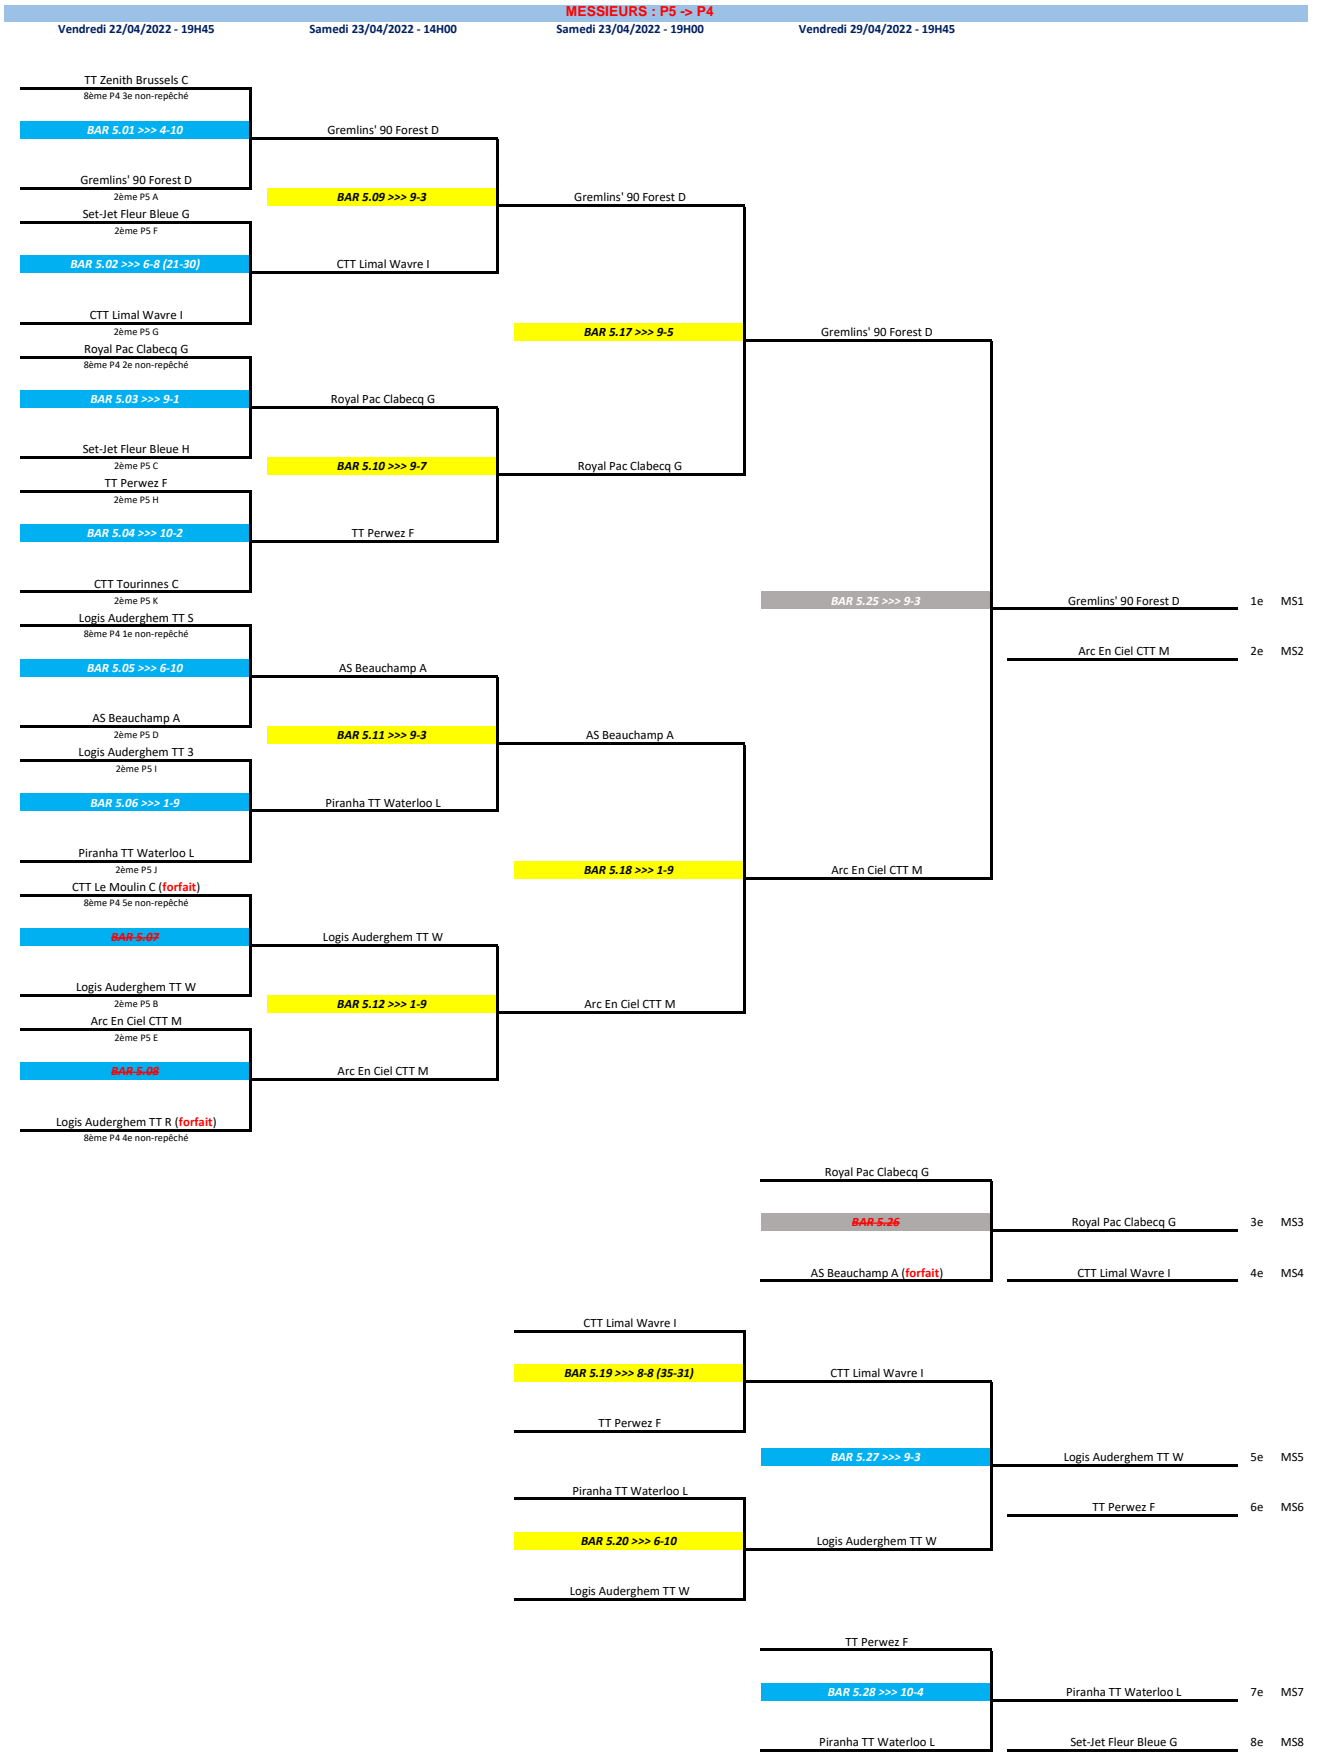 MESSIEURS : P5 -> P4
Vendredi 22/04/2022 - 19H45
Samedi 23/04/2022 - 14H00
Samedi 23/04/2022 - 19H00
Vendredi 29/04/2022 - 19H45
TT Zenith Brussels C
8ème P4 3e non-repêché
BAR 5.01 >>> 4-10
Gremlins' 90 Forest D
Gremlins' 90 Forest D
2ème P5 A
BAR 5.09 >>> 9-3
Gremlins' 90 Forest D
Set-Jet Fleur Bleue G
2ème P5 F
BAR 5.02 >>> 6-8 (21-30)
CTT Limal Wavre I
CTT Limal Wavre I
2ème P5 G
BAR 5.17 >>> 9-5
Gremlins' 90 Forest D
Royal Pac Clabecq G
8ème P4 2e non-repêché
BAR 5.03 >>> 9-1
Royal Pac Clabecq G
Set-Jet Fleur Bleue H
2ème P5 C
BAR 5.10 >>> 9-7
Royal Pac Clabecq G
TT Perwez F
2ème P5 H
BAR 5.04 >>> 10-2
TT Perwez F
CTT Tourinnes C
2ème P5 K
BAR 5.25 >>> 9-3
Gremlins' 90 Forest D
1e
MS1
Logis Auderghem TT S
8ème P4 1e non-repêché
Arc En Ciel CTT M
2e
MS2
BAR 5.05 >>> 6-10
AS Beauchamp A
AS Beauchamp A
2ème P5 D
BAR 5.11 >>> 9-3
AS Beauchamp A
Logis Auderghem TT 3
2ème P5 I
BAR 5.06 >>> 1-9
Piranha TT Waterloo L
Piranha TT Waterloo L
2ème P5 J
BAR 5.18 >>> 1-9
Arc En Ciel CTT M
CTT Le Moulin C (forfait)
8ème P4 5e non-repêché
BAR 5.07
Logis Auderghem TT W
Logis Auderghem TT W
2ème P5 B
BAR 5.12 >>> 1-9
Arc En Ciel CTT M
Arc En Ciel CTT M
2ème P5 E
BAR 5.08
Arc En Ciel CTT M
Logis Auderghem TT R (forfait)
8ème P4 4e non-repêché
Royal Pac Clabecq G
BAR 5.26
Royal Pac Clabecq G
3e
MS3
AS Beauchamp A (forfait)
CTT Limal Wavre I
4e
MS4
CTT Limal Wavre I
BAR 5.19 >>> 8-8 (35-31)
CTT Limal Wavre I
TT Perwez F
BAR 5.27 >>> 9-3
Logis Auderghem TT W
5e
MS5
Piranha TT Waterloo L
TT Perwez F
6e
MS6
BAR 5.20 >>> 6-10
Logis Auderghem TT W
Logis Auderghem TT W
TT Perwez F
BAR 5.28 >>> 10-4
Piranha TT Waterloo L
7e
MS7
Piranha TT Waterloo L
Set-Jet Fleur Bleue G
8e
MS8